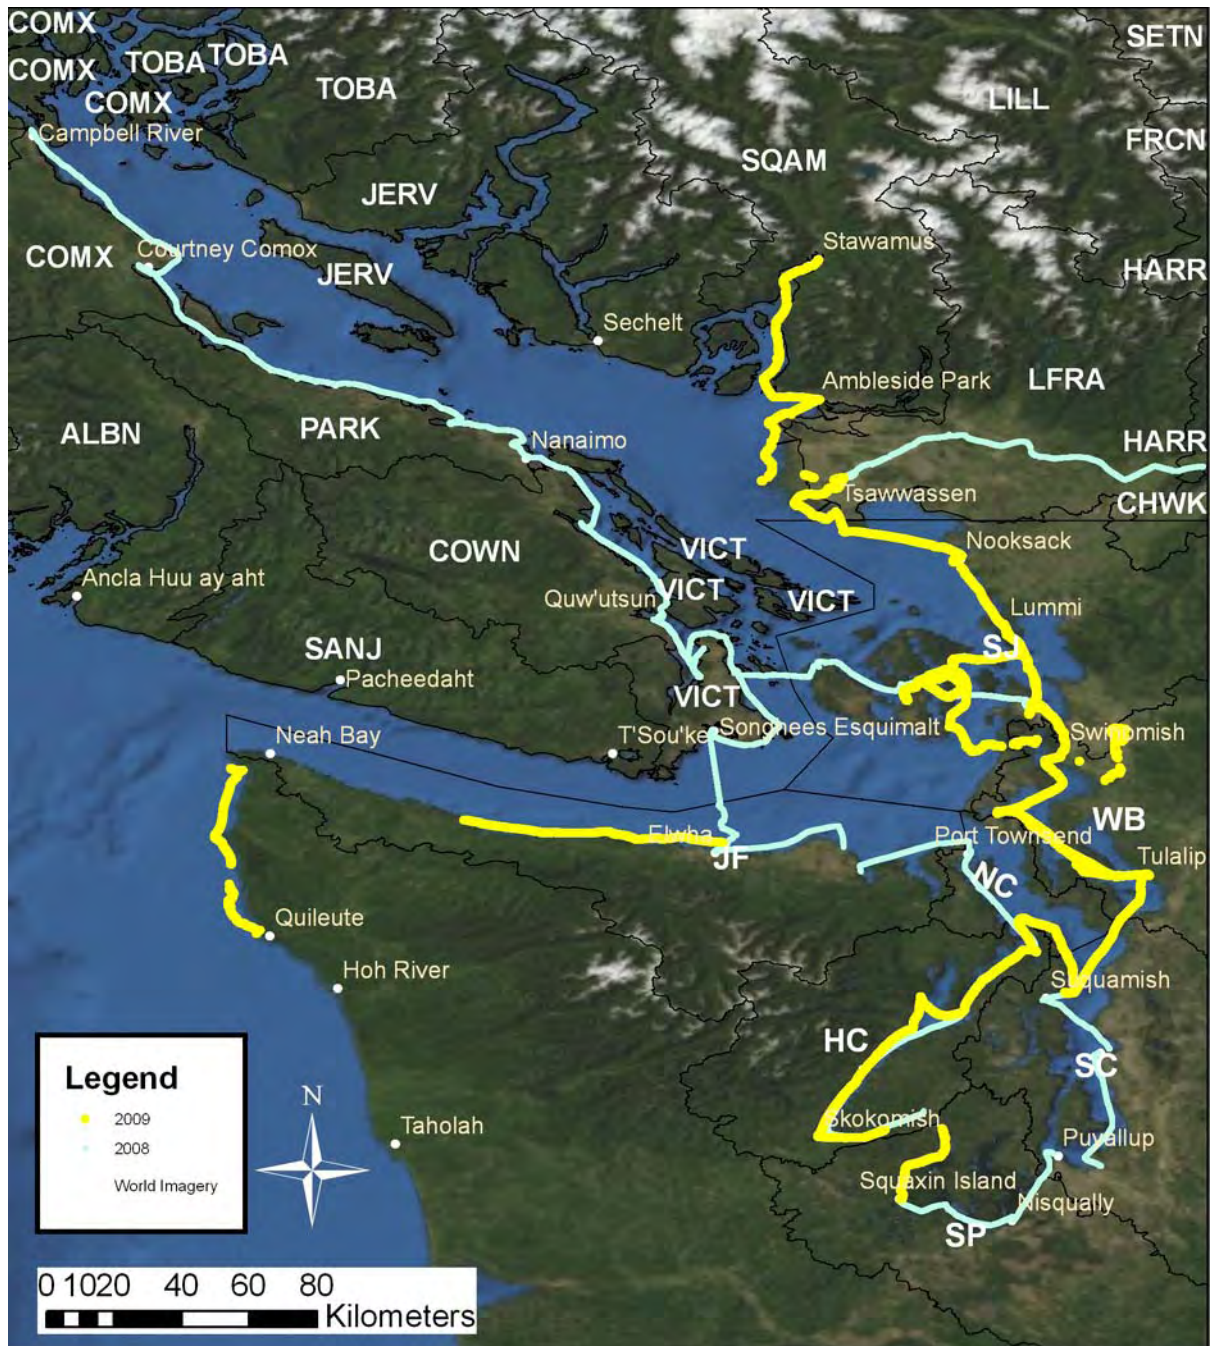 COMX
SETN
TOBA
TOBA
COMX
TOBA
LILL
COMX
Campbell River
FRCN
SQAM
JERV
Stawamus
Courtney Comox
COMX
JERV
HARR
Sechelt
Ambleside Park
LFRA
PARK
ALBN
Nanaimo
HARR
Tsawwassen
CHWK
Nooksack
COWN
VICT
Ancla Huu ay aht
VICT
Quw'utsun
VICT
Lummi
SANJ
SJ
Pacheedaht
VICT
Songhees Esquimalt
Neah Bay
T'Sou'ke
Swinomish
WB
Elwha
Port Townsend
JF
Tulalip
NC
Quileute
Hoh River
Suquamish
HC
SC
Legend
N
2009
Skokomish
Taholah
2008
Puyallup
World Imagery
Squaxin Island
Nisqually
SP
0 10 20 40 60 80
Kilometers